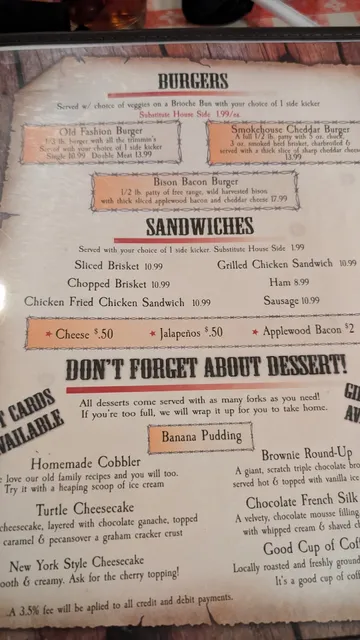 BURGERS
Served w/ choice of veggies on a Brioche Bun with your choice of 1 side kicker
Substitute House Side 1.99/ea.
Old Fashion Burger
1/2 lb. burger with all the trimmin's
Served with your choice of 1 side kicker
Single 10.99 Double Meat 13.99
Smokehouse Cheddar Burger
A full 1/2 lb. patty with 5 oz. chuck,
3 oz. smoked beef brisket, charbroiled &
served with a thick slice of sharp cheddar cheese
13.99
Bison Bacon Burger
1/2 lb. patty of free range, wild harvested bison,
with thick sliced applewood bacon and cheddar cheese 17.99
SANDWICHES
Served with your choice of 1 side kicker Substitute House Side 1.99
Sliced Brisket 10.99
Grilled Chicken Sandwich 10.99
Chopped Brisket 10.99
Ham 8.99
Chicken Fried Chicken Sandwich 10.99
Sausage 10.99
★ Cheese $.50 ★ Jalapeños $.50 ★ Applewood Bacon $2
DON'T FORGET ABOUT DESSERT!
All desserts come served with as many forks as you need!
If you're too full, we will wrap it up for you to take home.
T CARDS
VAILABLE
GI
AV
Banana Pudding
Homemade Cobbler
e love our old family recipes and you will too.
Try it with a heaping scoop of ice cream
Brownie Round-Up
A giant, scratch triple chocolate bro
served hot & topped with vanilla ice
Turtle Cheesecake
cheesecake, layered with chocolate ganache, topped
caramel & pecansover a graham cracker crust
Chocolate French Silk
A velvety, chocolate mousse filling,
with whipped cream & shaved ch
New York Style Cheesecake
ooth & creamy. Ask for the cherry topping!
Good Cup of Coff
Locally roasted and freshly ground
It's a good cup of cof
A 3.5% fee will be aplied to all credit and debit payments.